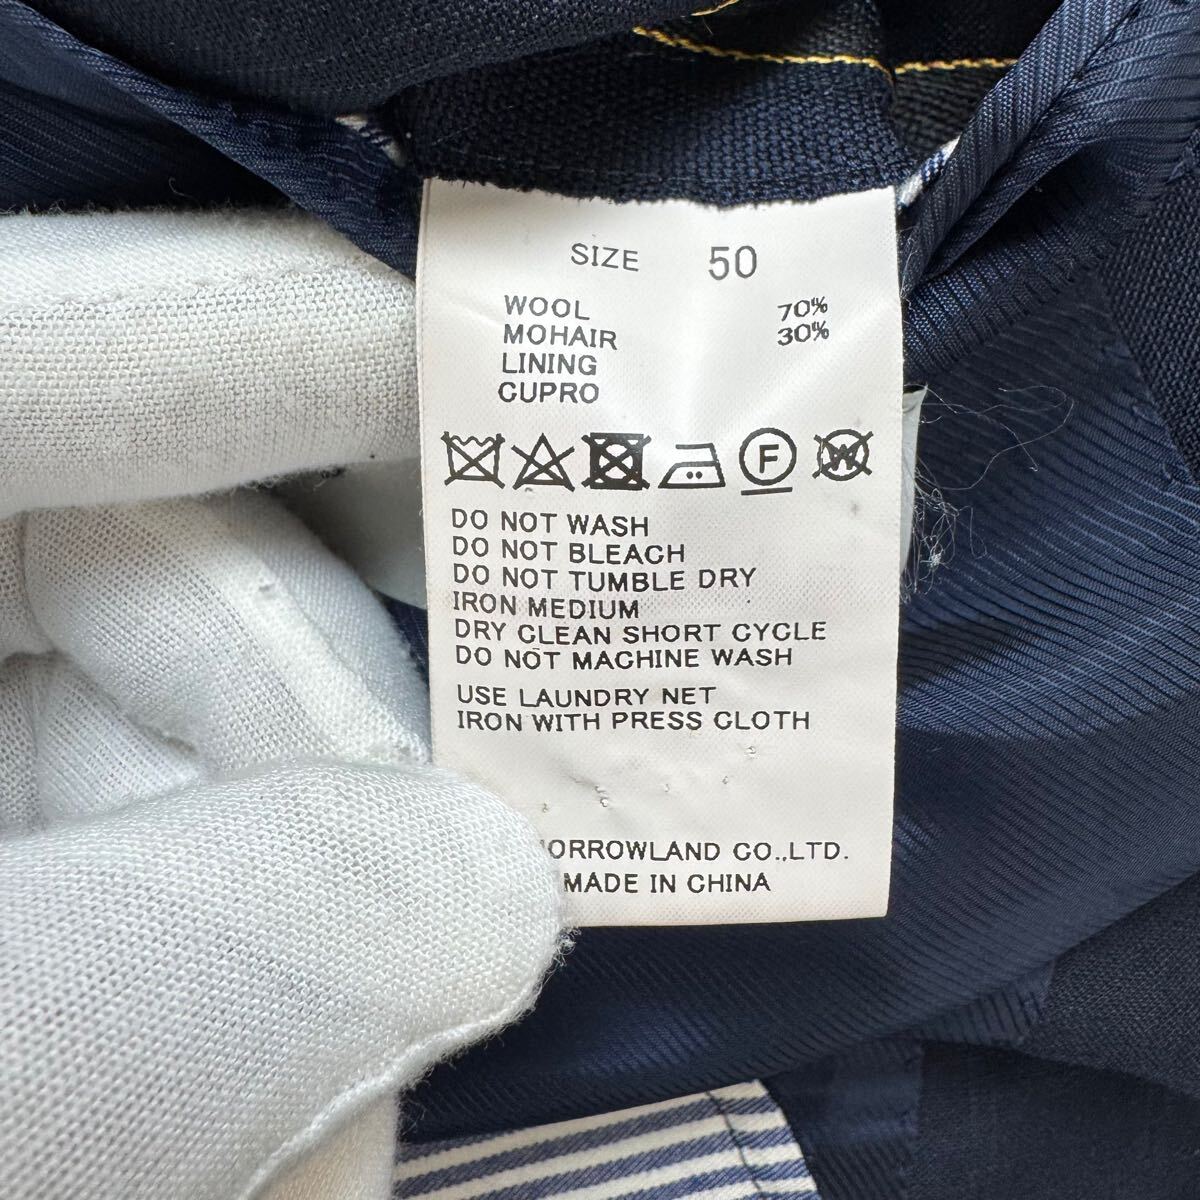 SIZE 50
WOOL 70%
MOHAIR 30%
LINING
CUPRO
F W
DO NOT WASH
DO NOT BLEACH
DO NOT TUMBLE DRY
IRON MEDIUM
DRY CLEAN SHORT CYCLE
DO NOT MACHINE WASH
USE LAUNDRY NET
IRON WITH PRESS CLOTH
ORROWLAND CO.,LTD.
MADE IN CHINA